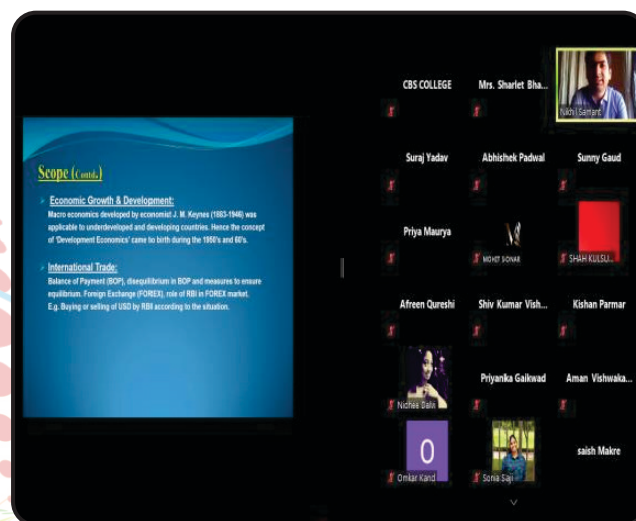 Scope (Contd.)
Economic Growth & Development:
Macro economics developed by economist J. M. Keynes (1883-1946) was
applicable to underdeveloped and developing countries. Hence the concept
of 'Development Economics' came to birth during the 1950's and 60's.
International Trade:
Balance of Payment (BOP), disequilibrium in BOP and measures to ensure
equilibrium. Foreign Exchange (FOREX), role of RBI in FOREX market.
E.g. Buying or selling of USD by RBI according to the situation.
CBS COLLEGE
Mrs. Sharlet Bha...
Nikhil Samant
Suraj Yadav
Abhishek Padwal
Sunny Gaud
Priya Maurya
MOHIT SONAR
SHAH KULSU...
Afreen Qureshi
Shiv Kumar Vish...
Kishan Parmar
Nidhee Dalvi
Priyanka Gaikwad
Aman Vishwaka...
O
Omkar Kand
Sonia Saji
saish Makre